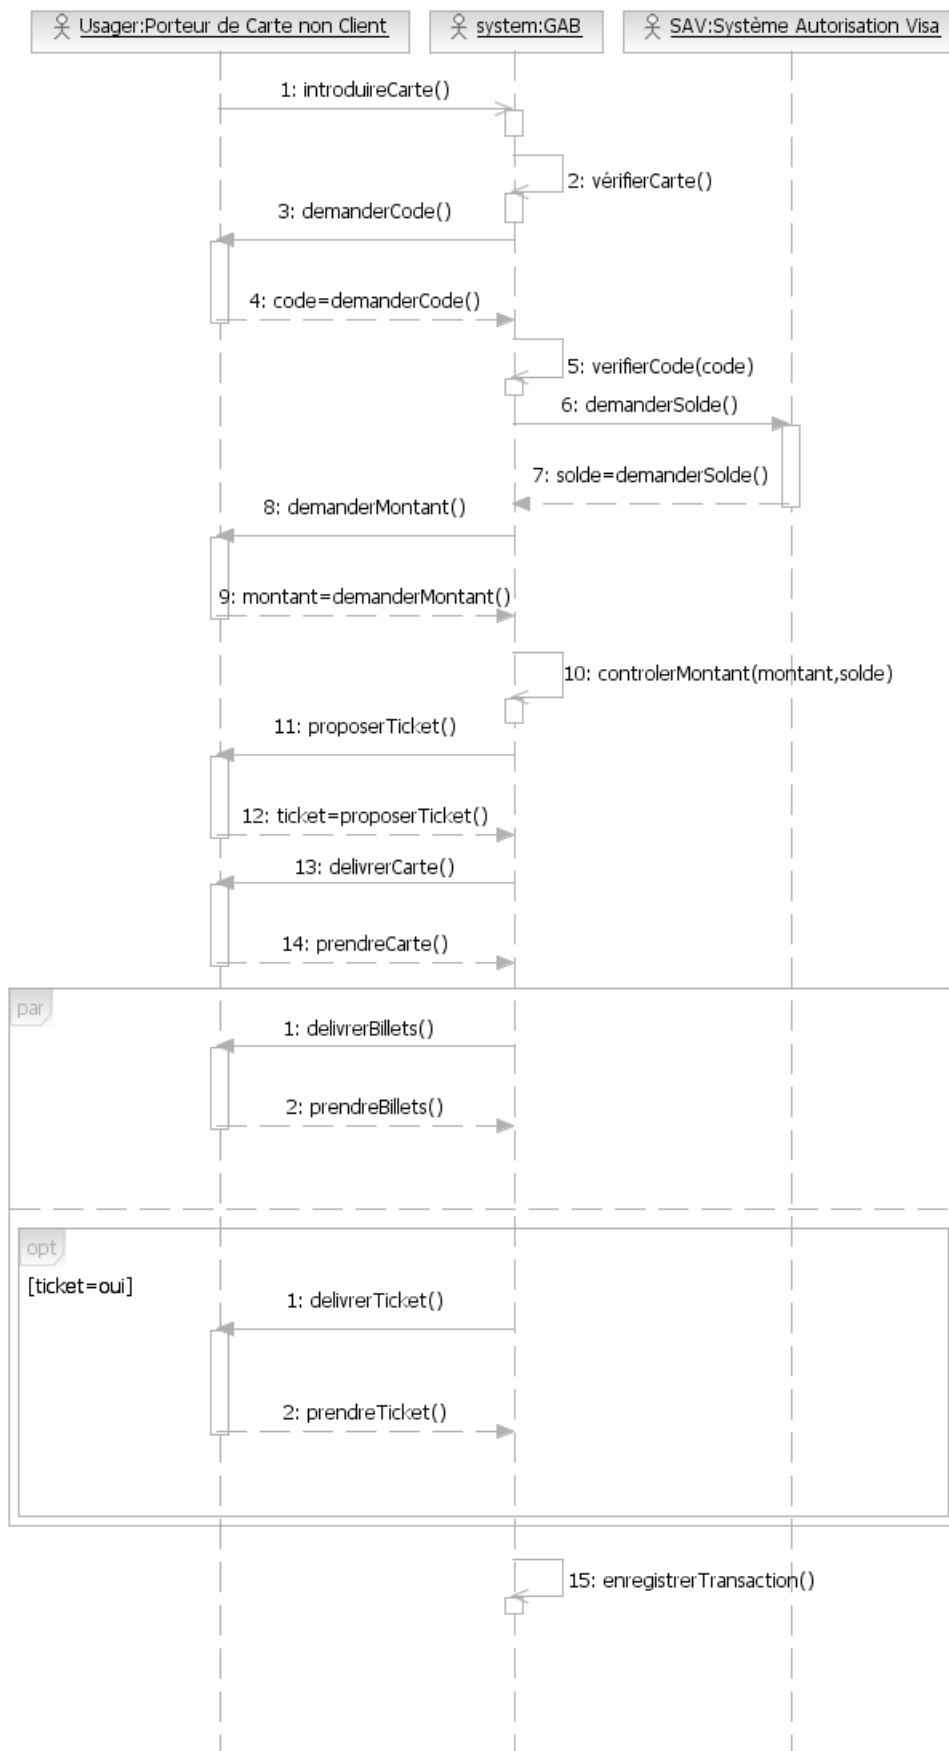 Usager:Porteur de Carte non Client
system:GAB
SAV:Système Autorisation Visa
1: introduireCarte()
2: vérifierCarte()
3: demanderCode()
4: code=demanderCode()
5: verifierCode(code)
6: demanderSolde()
7: solde=demanderSolde()
8: demanderMontant()
9: montant=demanderMontant()
10: controlerMontant(montant,solde)
11: proposerTicket()
12: ticket=proposerTicket()
13: delivrerCarte()
14: prendreCarte()
par
1: delivrerBillets()
2: prendreBillets()
opt
[ticket=oui]
1: delivrerTicket()
2: prendreTicket()
15: enregistrerTransaction()